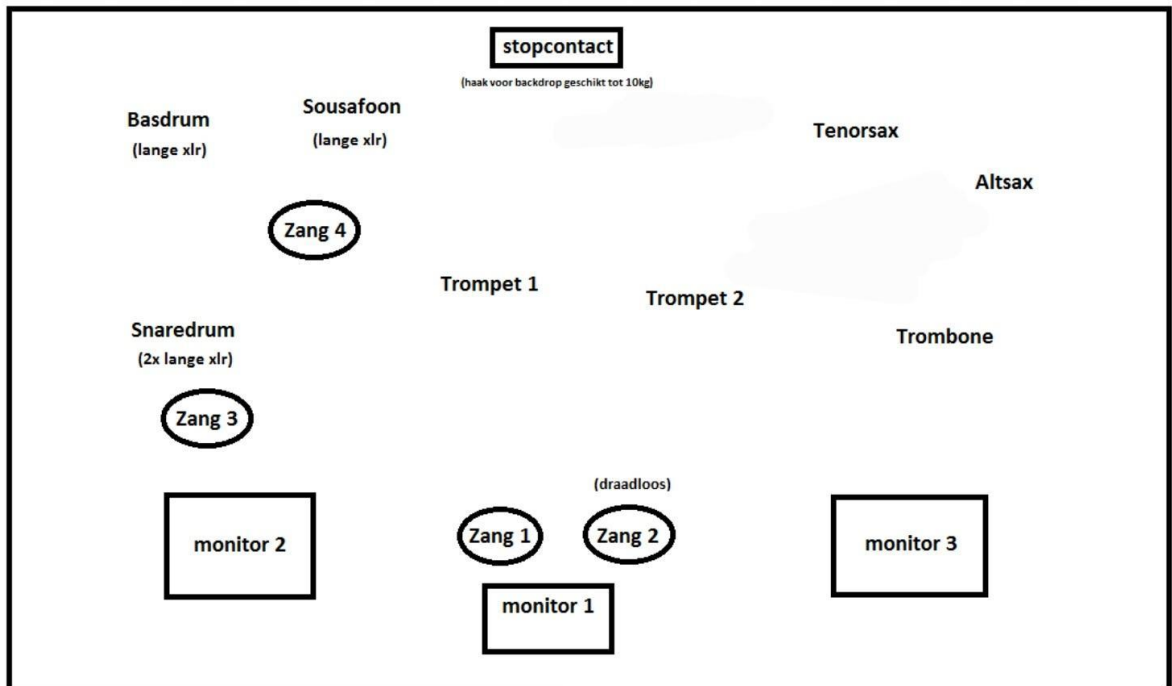 stopcontact
(haak voor backdrop geschikt tot 10kg)
Basdrum
(lange xlr)
Sousafoon
(lange xlr)
Tenorsax
Altsax
Zang 4
Trompet 1
Trompet 2
Snaredrum
(2x lange xlr)
Trombone
Zang 3
(draadloos)
monitor 2
Zang 1
Zang 2
monitor 3
monitor 1